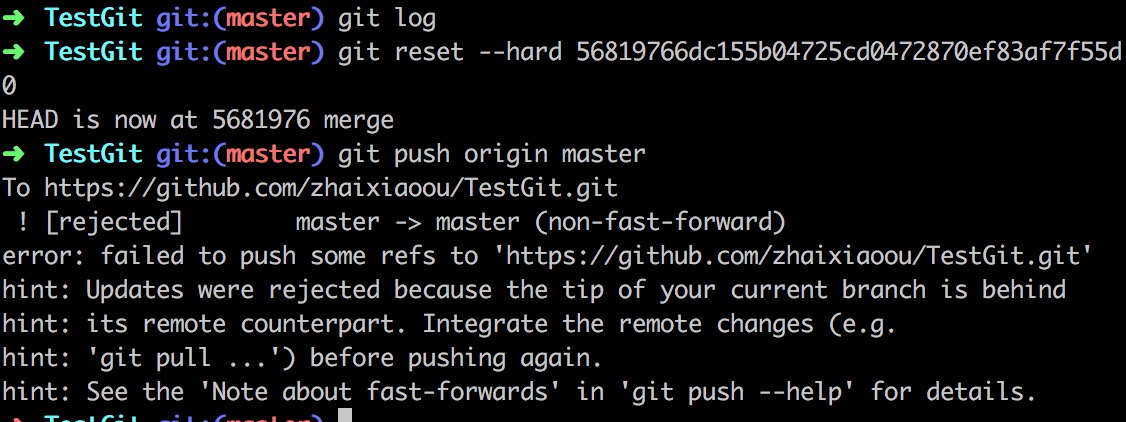 ➜ TestGit git:(master) git log
➜ TestGit git:(master) git reset --hard 56819766dc155b04725cd0472870ef83af7f55d
0
HEAD is now at 5681976 merge
➜ TestGit git:(master) git push origin master
To https://github.com/zhaixiaoou/TestGit.git
 ! [rejected]        master -> master (non-fast-forward)
error: failed to push some refs to 'https://github.com/zhaixiaoou/TestGit.git'
hint: Updates were rejected because the tip of your current branch is behind
hint: its remote counterpart. Integrate the remote changes (e.g.
hint: 'git pull ...') before pushing again.
hint: See the 'Note about fast-forwards' in 'git push --help' for details.
➜ TestGit git:(master)